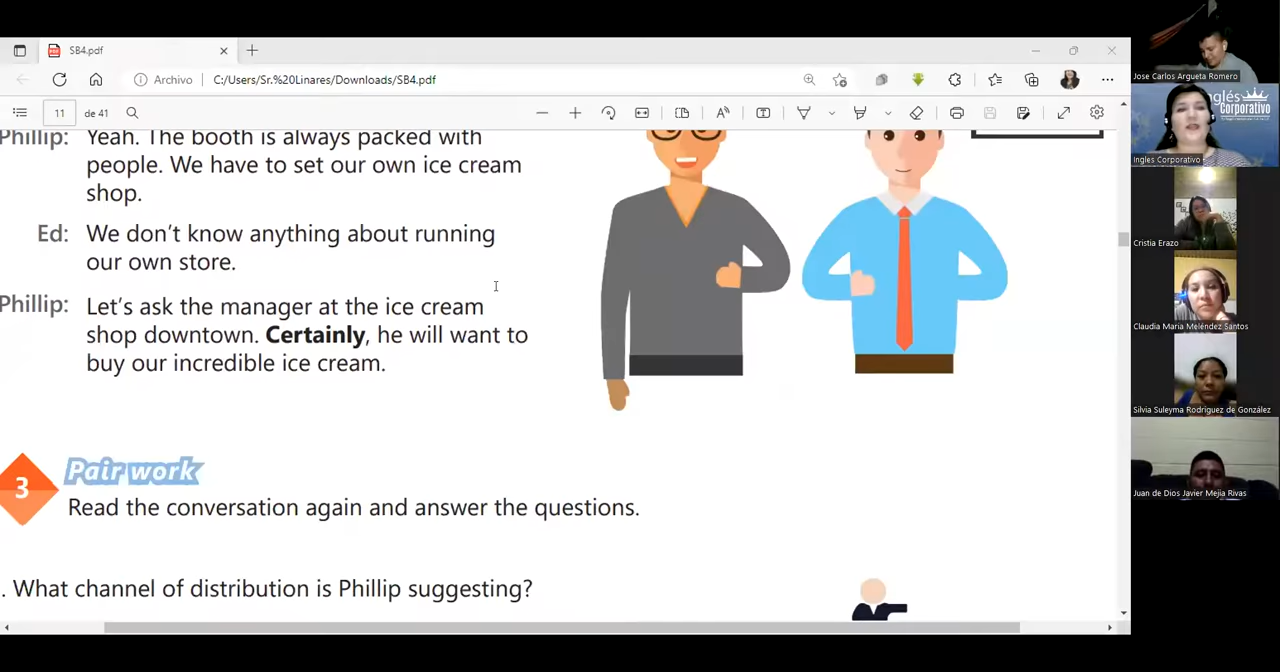 SB4.pdf
Archivo
C:/Users/Sr.%20Linares/Downloads/SB4.pdf
11 de 41
Phillip: Yeah. The booth is always packed with
people. We have to set our own ice cream
shop.
Ed: We don't know anything about running
our own store.
Phillip: Let's ask the manager at the ice cream
shop downtown. Certainly, he will want to
buy our incredible ice cream.
3
Pair work
Read the conversation again and answer the questions.
. What channel of distribution is Phillip suggesting?
Jose Carlos Argueta Romero
Inglés
Corporativo
Ingles Corporativo
Cristia Erazo
Claudia Maria Meléndez Santos
Silvia Suleyma Rodriguez de González
Juan de Dios Javier Mejia Rivas